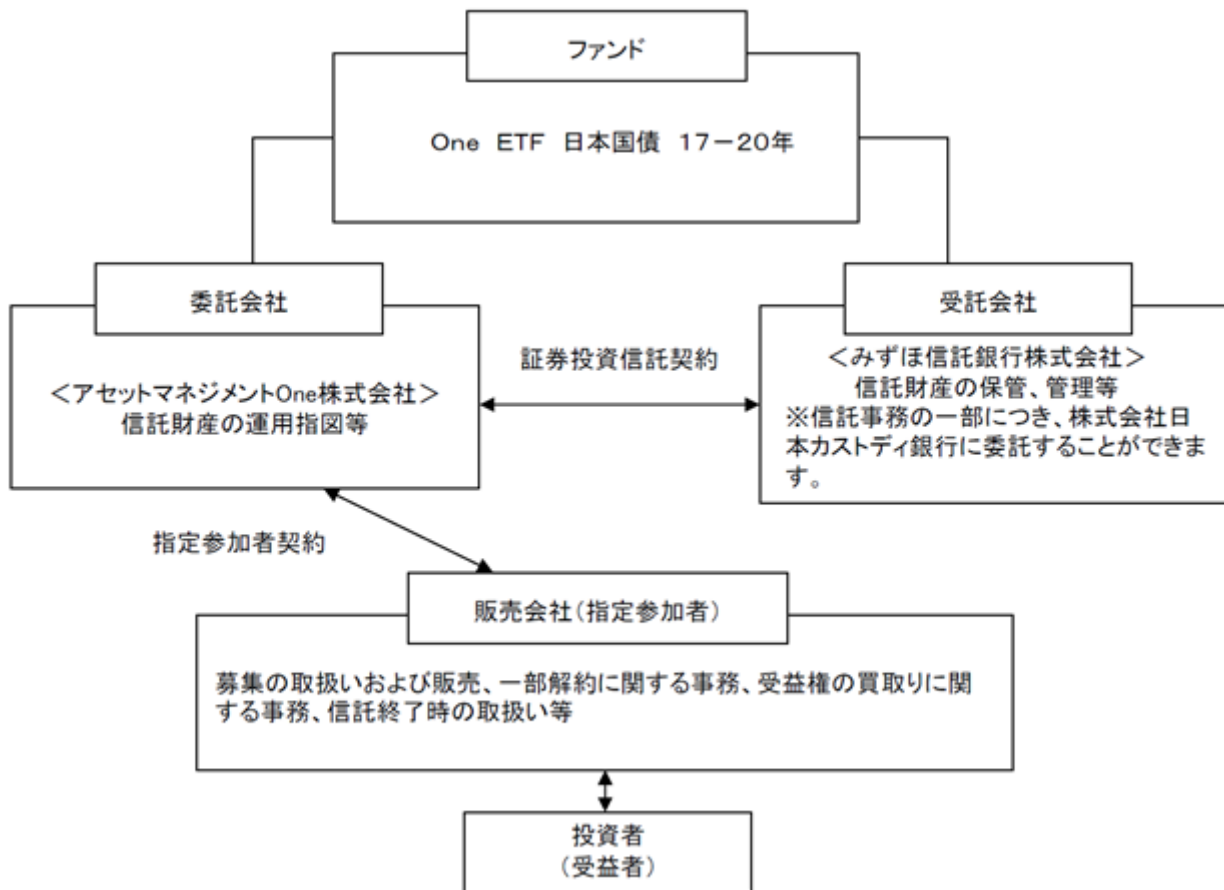 ファンド
One ETF 日本国債 17－20年
委託会社
＜アセットマネジメントOne株式会社＞
信託財産の運用指図等
証券投資信託契約
受託会社
＜みずほ信託銀行株式会社＞
信託財産の保管、管理等
※信託事務の一部につき、株式会社日
本カストディ銀行に委託することができま
す。
指定参加者契約
販売会社（指定参加者）
募集の取扱いおよび販売、一部解約に関する事務、受益権の買取りに関
する事務、信託終了時の取扱い等
投資者
（受益者）